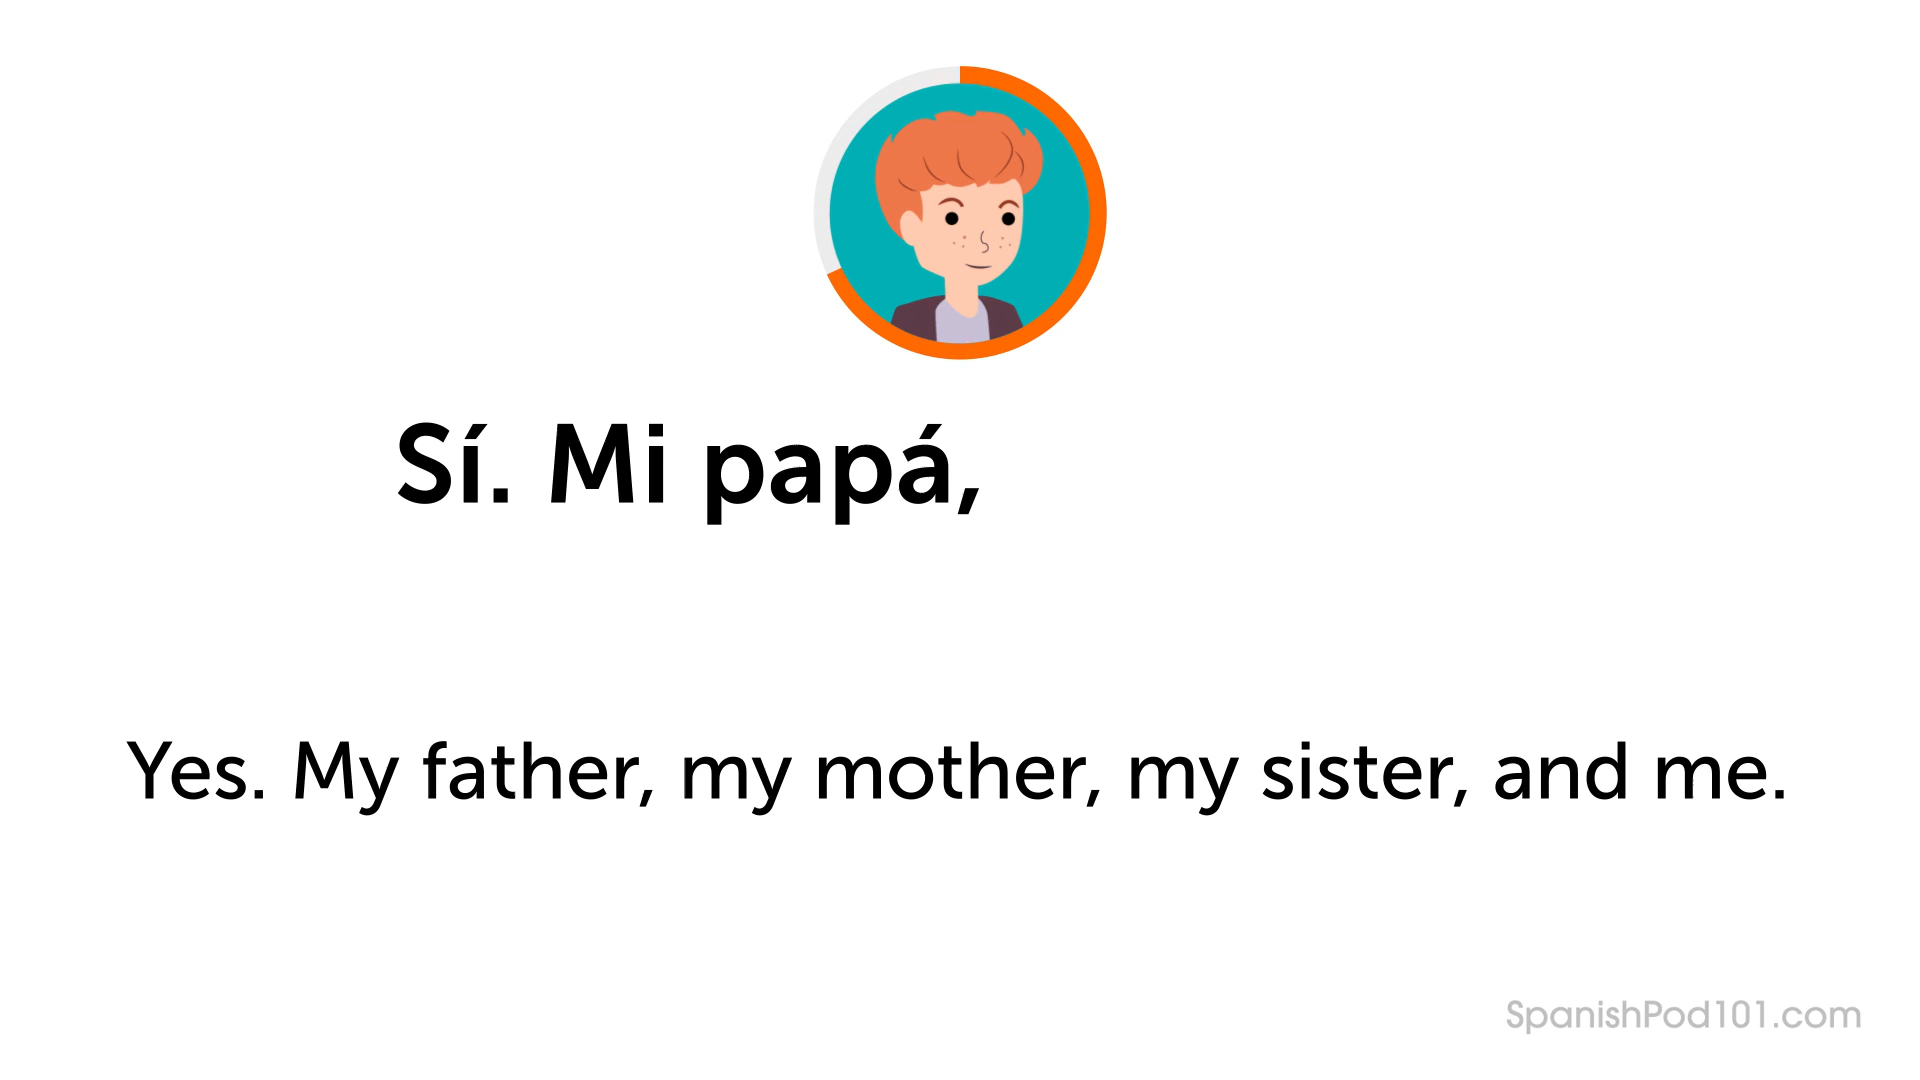 Sí. Mi papá,
Yes. My father, my mother, my sister, and me.
SpanishPod101.com